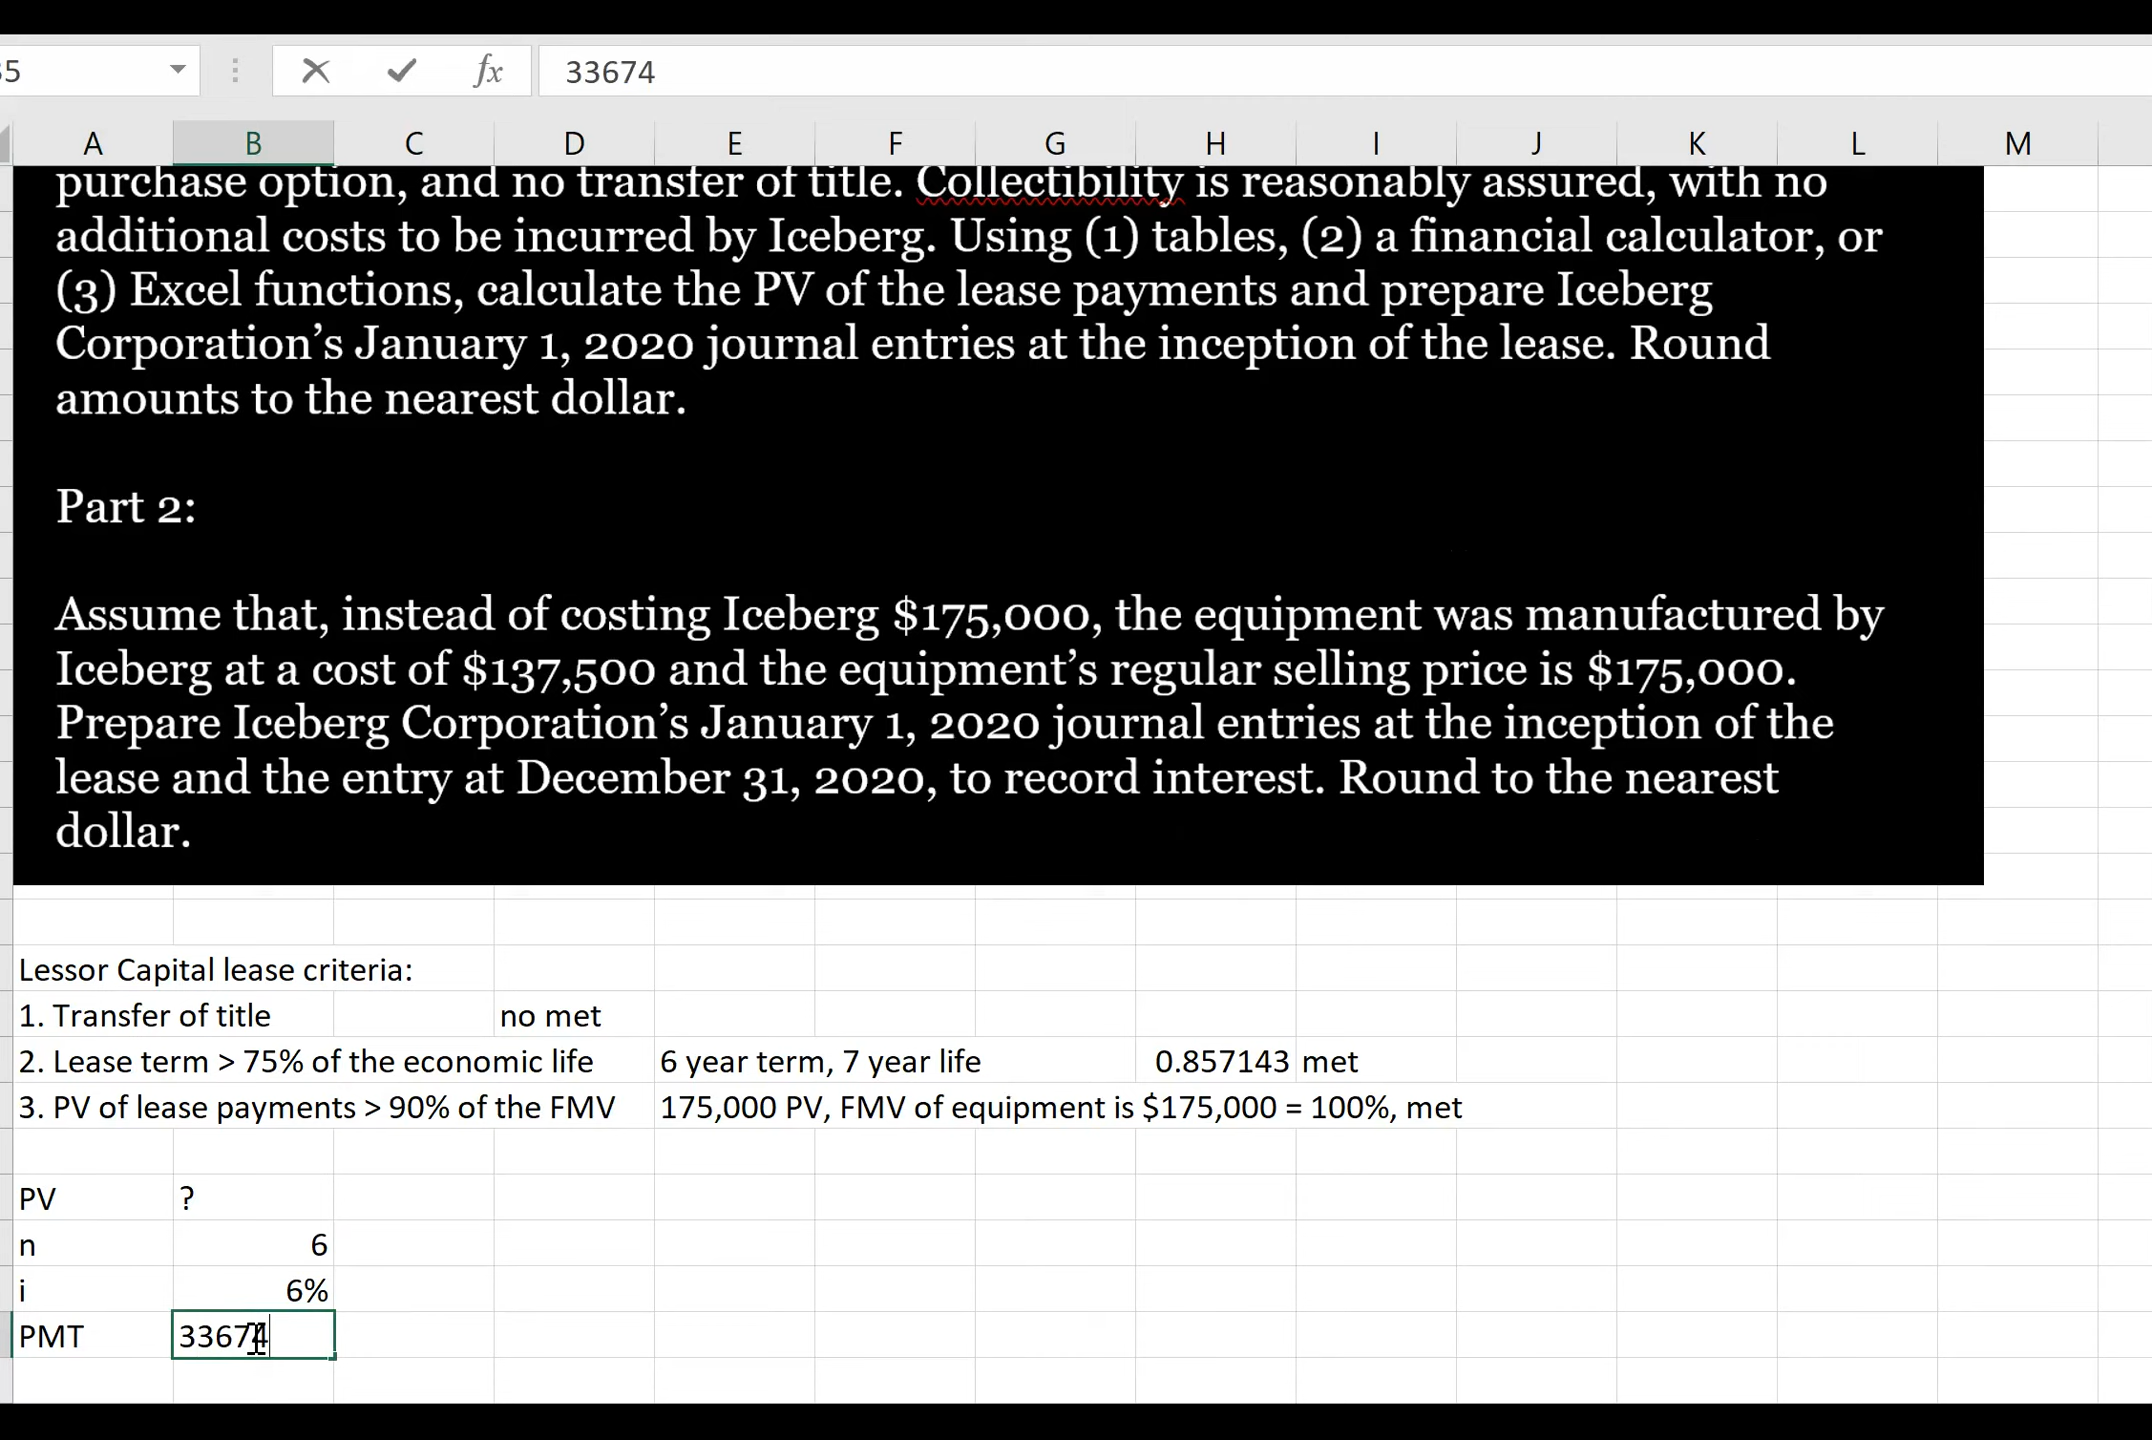 35
fx
33674
A B C D E F G H I J K L M
purchase option, and no transfer of title. Collectibility is reasonably assured, with no
additional costs to be incurred by Iceberg. Using (1) tables, (2) a financial calculator, or
(3) Excel functions, calculate the PV of the lease payments and prepare Iceberg
Corporation’s January 1, 2020 journal entries at the inception of the lease. Round
amounts to the nearest dollar.
Part 2:
Assume that, instead of costing Iceberg $175,000, the equipment was manufactured by
Iceberg at a cost of $137,500 and the equipment’s regular selling price is $175,000.
Prepare Iceberg Corporation’s January 1, 2020 journal entries at the inception of the
lease and the entry at December 31, 2020, to record interest. Round to the nearest
dollar.
Lessor Capital lease criteria:
1. Transfer of title no met
2. Lease term > 75% of the economic life 6 year term, 7 year life 0.857143 met
3. PV of lease payments > 90% of the FMV 175,000 PV, FMV of equipment is $175,000 = 100%, met
PV ?
n 6
i 6%
PMT 33674